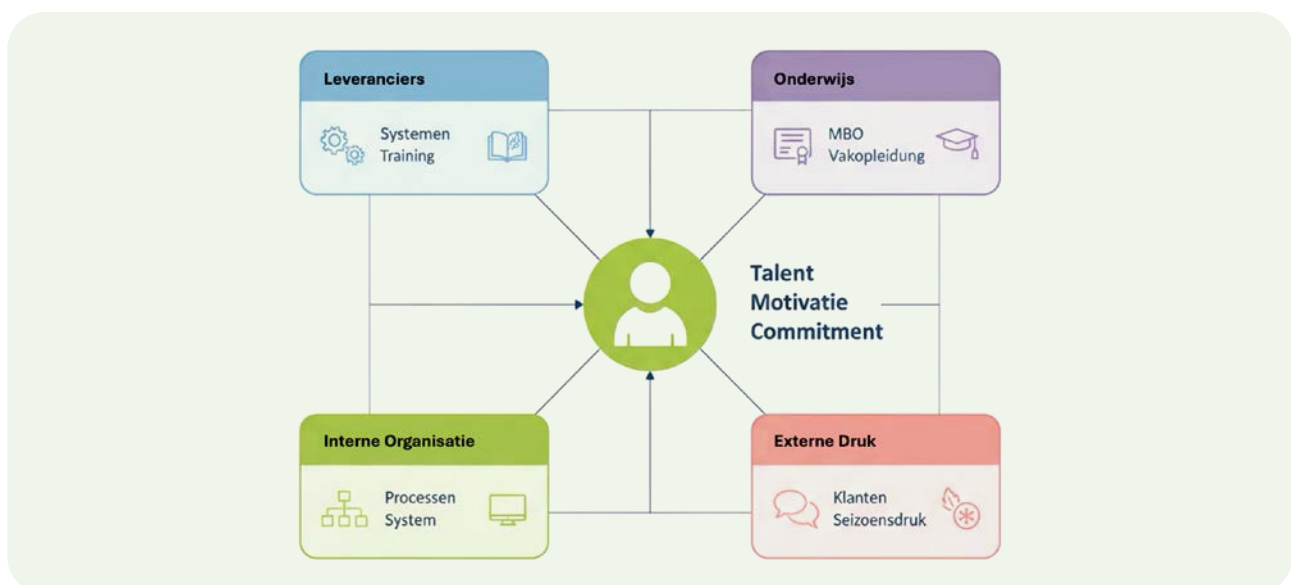 Leveranciers
Systemen
Training
Onderwijs
MBO
Vakopleidung
Talent
Motivatie
Commitment
Interne Organisatie
Processen
System
Externe Druk
Klanten
Seizoensdruk